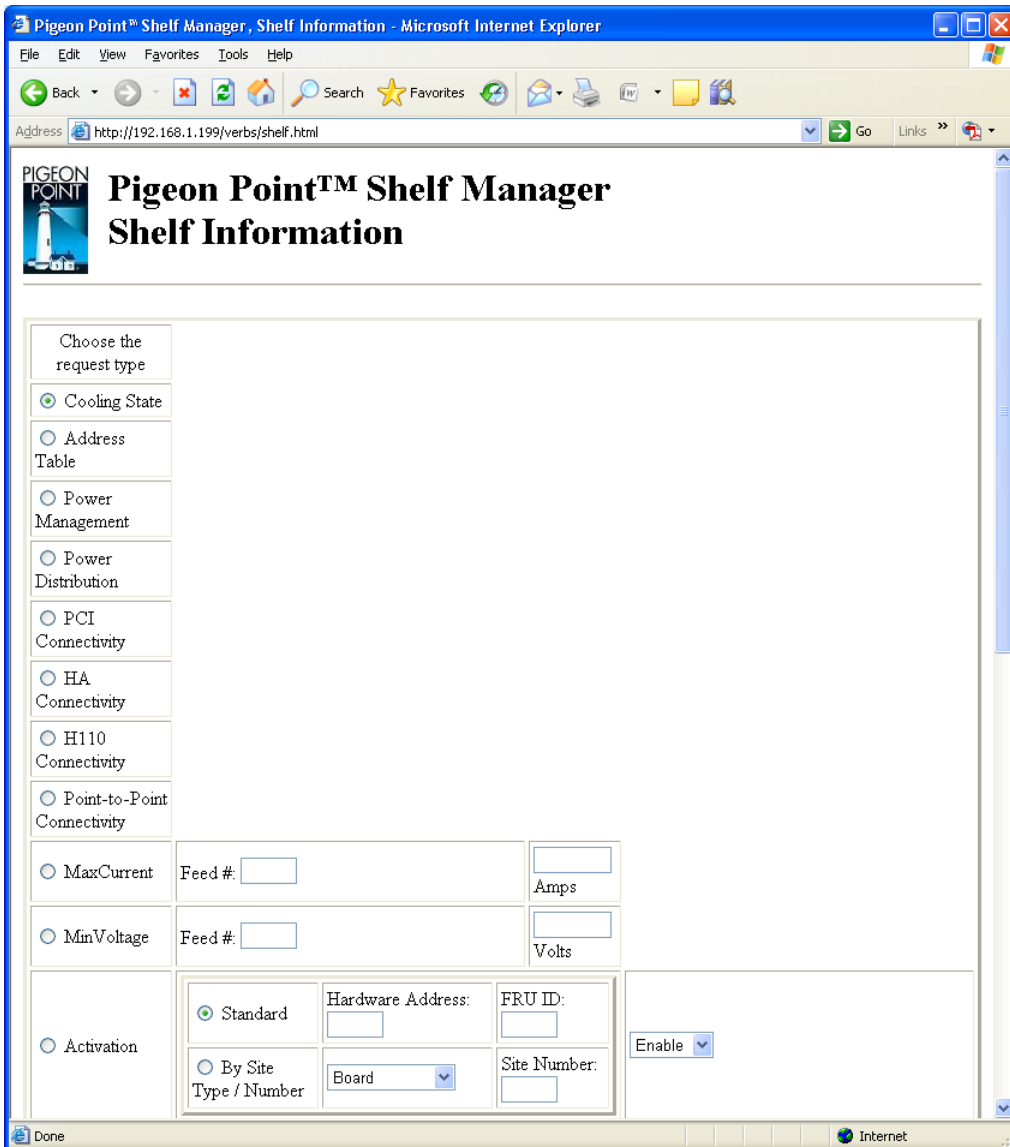 Pigeon Point™ Shelf Manager, Shelf Information - Microsoft Internet Explorer
File Edit View Favorites Tools Help
Back Search Favorites
Address http://192.168.1.199/verbs/shelf.html Go Links »
PIGEON
POINT
Pigeon Point™ Shelf Manager
Shelf Information
Choose the
request type
Cooling State
Address
Table
Power
Management
Power
Distribution
PCI
Connectivity
HA
Connectivity
H110
Connectivity
Point-to-Point
Connectivity
MaxCurrent Feed #: Amps
MinVoltage Feed #: Volts
Activation
Standard Hardware Address: FRU ID:
By Site
Type / Number Board Site Number:
Enable
Done Internet